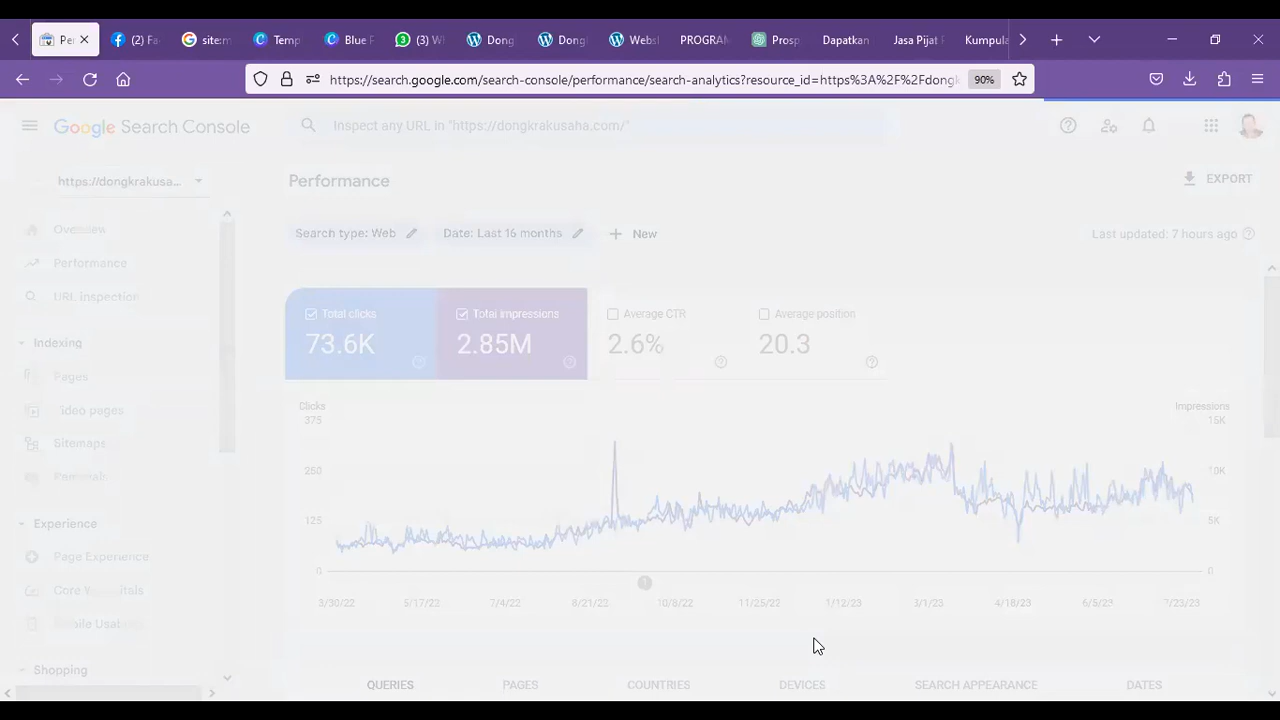 Per
(2) Fa
site:m
Temp
Blue F
(3) W
Dong
Dong
Websi
PROGRAM
Prosp
Dapatkan
Jasa Pijat
Kumpula
https://search.google.com/search-console/performance/search-analytics?resource_id=https%3A%2F%2Fdongk
90%
Google Search Console
Inspect any URL in "https://dongkrakusaha.com/"
https://dongkrakusa...
Performance
EXPORT
Search type: Web
Date: Last 16 months
New
Last updated: 7 hours ago
Overview
Performance
URL inspection
Indexing
Pages
Video pages
Sitemaps
Removals
Experience
Page Experience
Core Web Vitals
Mobile Usability
Shopping
Total clicks
73.6K
Total impressions
2.85M
Average CTR
2.6%
Average position
20.3
Clicks
Impressions
375
15K
250
10K
125
5K
0
0
1
3/30/22
5/17/22
7/4/22
8/21/22
10/8/22
11/25/22
1/12/23
3/1/23
4/18/23
6/5/23
7/23/23
QUERIES
PAGES
COUNTRIES
DEVICES
SEARCH APPEARANCE
DATES